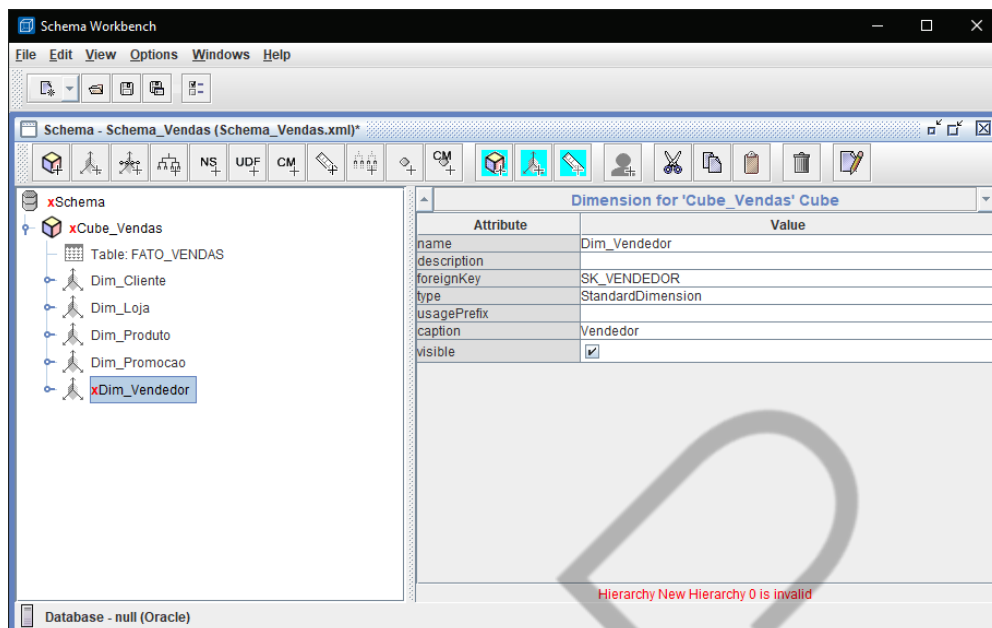 Schema Workbench
File Edit View Options Windows Help
Schema - Schema_Vendas (Schema_Vendas.xml)*
NS UDF CM CM
xSchema
xCube_Vendas
Table: FATO_VENDAS
Dim_Cliente
Dim_Loja
Dim_Produto
Dim_Promocao
xDim_Vendedor
Dimension for 'Cube_Vendas' Cube
Attribute Value
name Dim_Vendedor
description
foreignKey SK_VENDEDOR
type StandardDimension
usagePrefix
caption Vendedor
visible
Hierarchy New Hierarchy 0 is invalid
Database - null (Oracle)